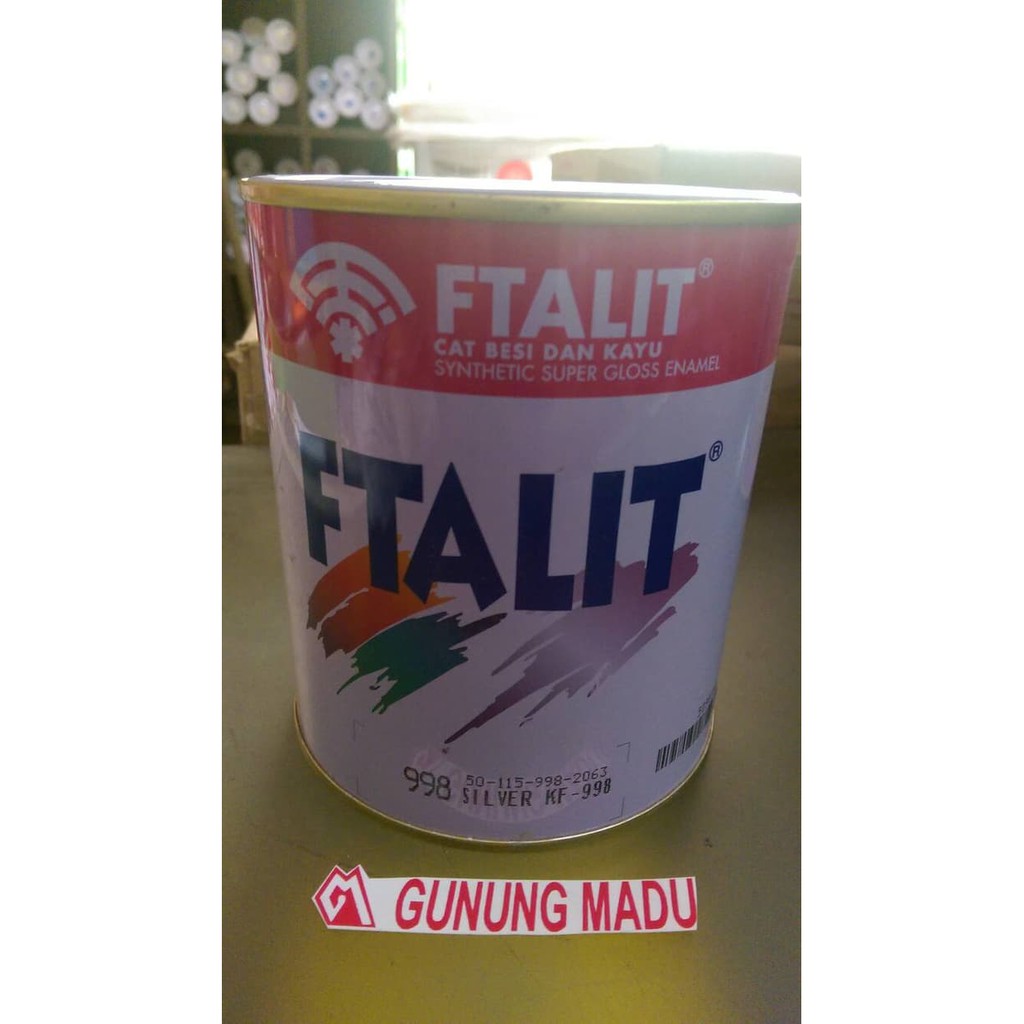 FTALIT®
CAT BESI DAN KAYU
SYNTHETIC SUPER GLOSS ENAMEL
FTALIT®
50-115-998-2063
998 SILVER KF-998
GUNUNG MADU